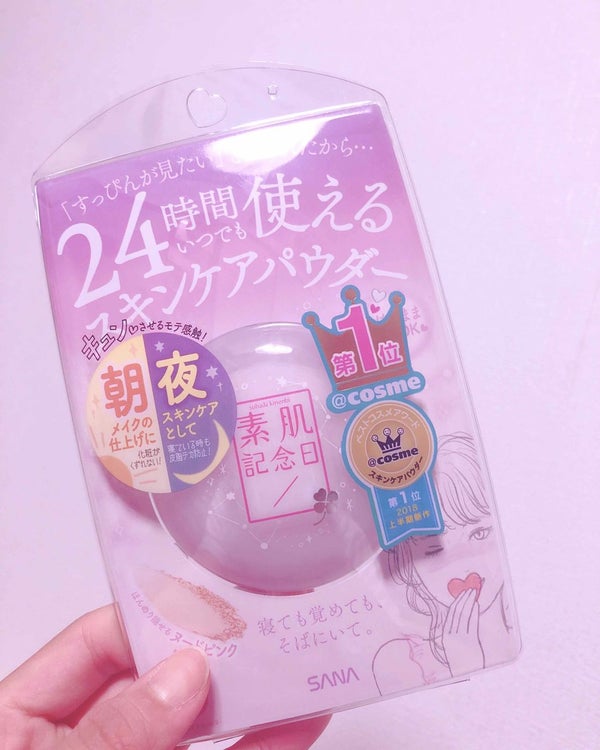 「すっぴんが見たい
だから…
24時間使える
いつでも
スキンケアパウダー
キュンとさせるモテ感触!
朝
メイクの
仕上げに
化粧が
くずれない!
夜
スキンケア
として
寝ている時も
皮脂テカ防止!
第1位
@cosme
OK
suhada kinenbi
素肌
記念日
ベストコスメアワード
@cosme
スキンケアパウダー
第1位
2018
上半期新作
ヌードピンク
寝ても覚めても、
そばにいて。
SANA